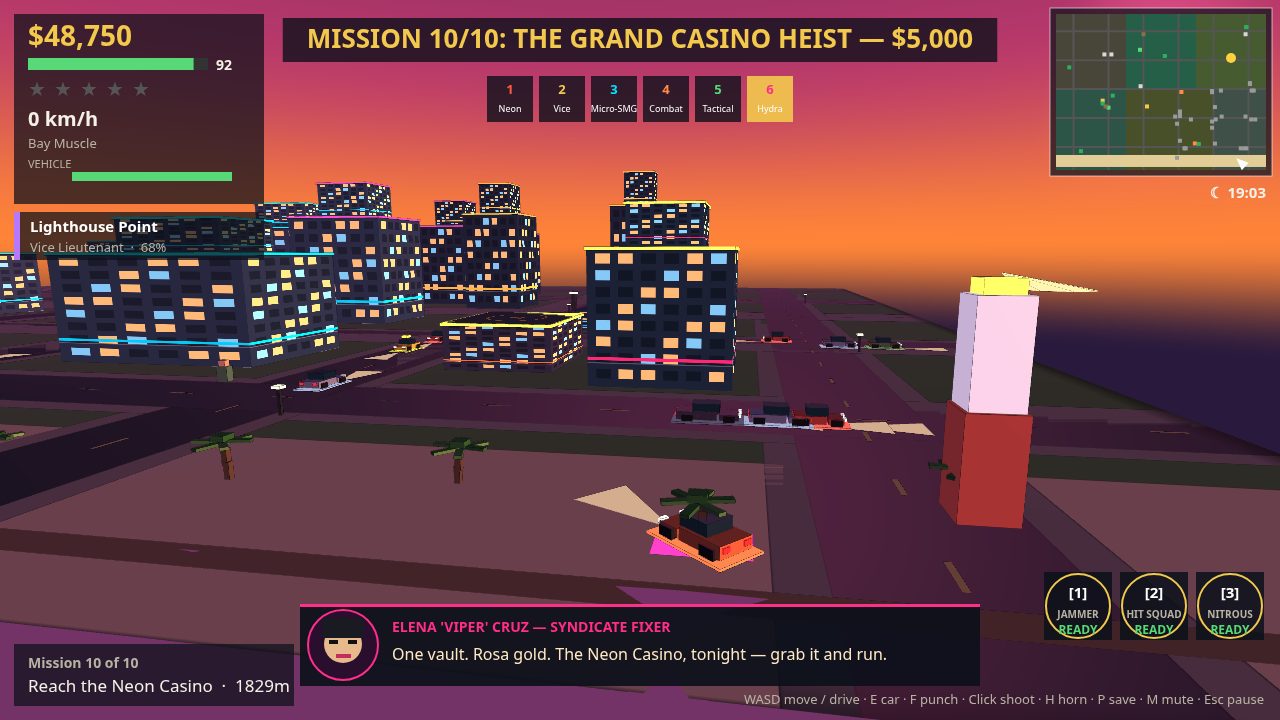 $48,750
92
★ ★ ★ ★ ★
0 km/h
Bay Muscle
VEHICLE
Lighthouse Point
Vice Lieutenant · 68%
MISSION 10/10: THE GRAND CASINO HEIST — $5,000
1 Neon
2 Vice
3 Micro-SMG
4 Combat
5 Tactical
6 Hydra
☾ 19:03
[1] JAMMER READY
[2] HIT SQUAD READY
[3] NITROUS READY
ELENA 'VIPER' CRUZ — SYNDICATE FIXER
One vault. Rosa gold. The Neon Casino, tonight — grab it and run.
Mission 10 of 10
Reach the Neon Casino · 1829m
WASD move / drive · E car · F punch · Click shoot · H horn · P save · M mute · Esc pause